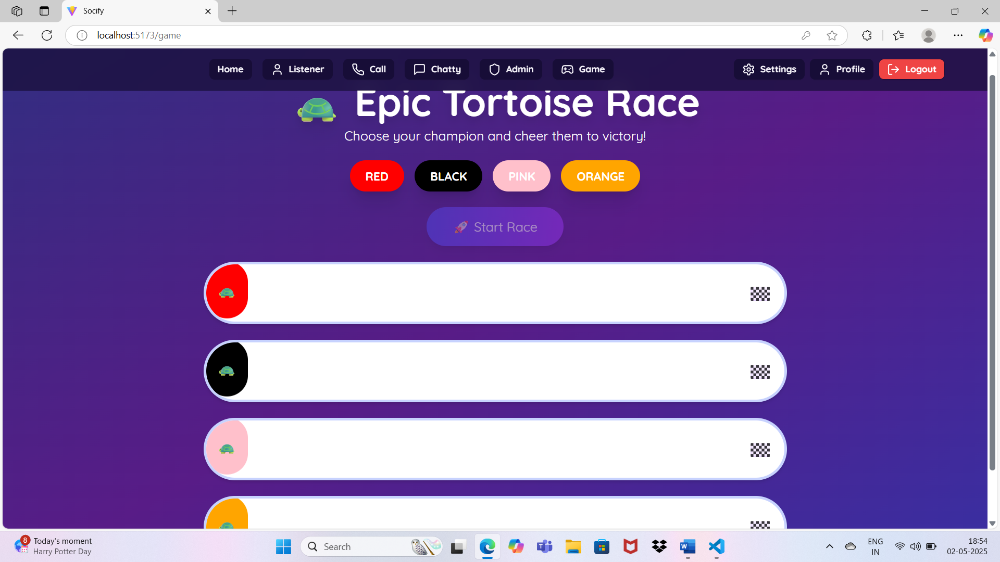 Socify
localhost:5173/game
Home Listener Call Chatty Admin Game Settings Profile Logout
Epic Tortoise Race
Choose your champion and cheer them to victory!
RED BLACK PINK ORANGE
Start Race
8 Today's moment
Harry Potter Day
Search
ENG
IN
18:54
02-05-2025